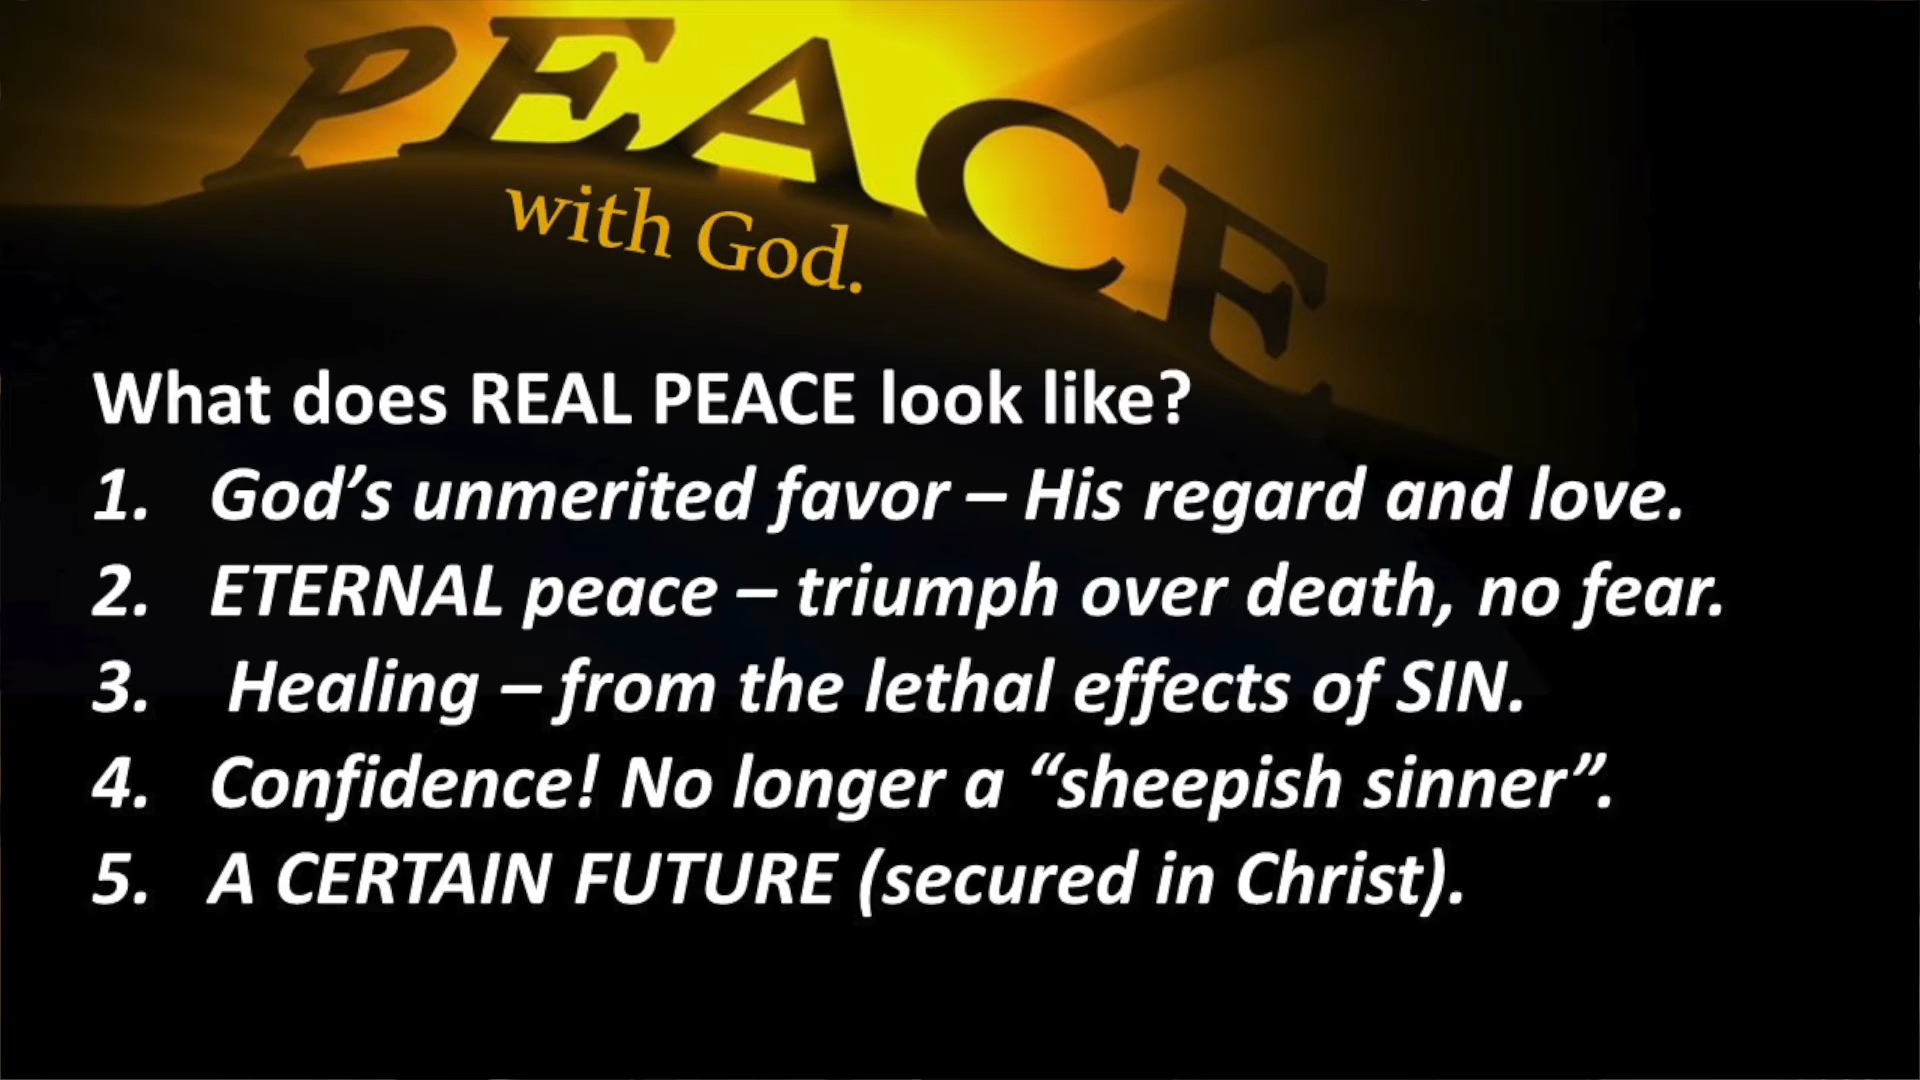 PEACE
with God.
What does REAL PEACE look like?
1. God’s unmerited favor – His regard and love.
2. ETERNAL peace – triumph over death, no fear.
3. Healing – from the lethal effects of SIN.
4. Confidence! No longer a “sheepish sinner”.
5. A CERTAIN FUTURE (secured in Christ).